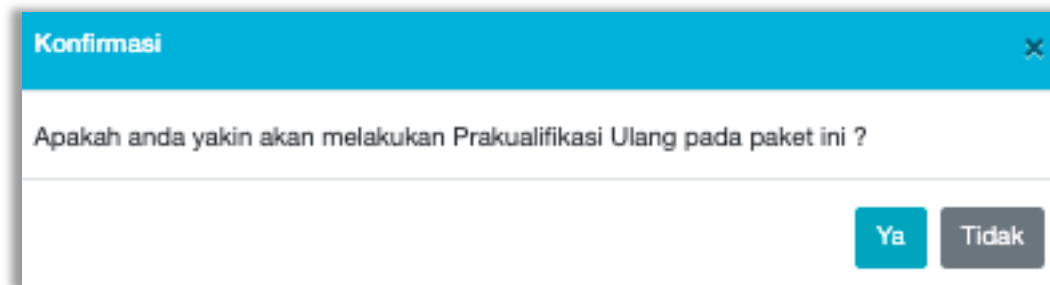 Konfirmasi ×
Apakah anda yakin akan melakukan Prakualifikasi Ulang pada paket ini ?
Ya Tidak